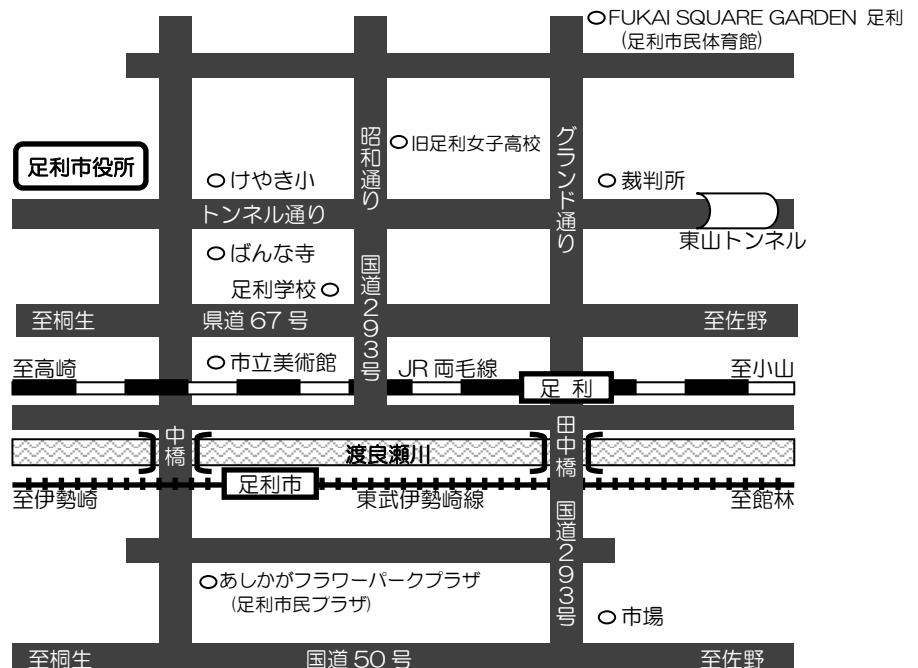 FUKAI SQUARE GARDEN 足利
(足利市民体育館)
昭和通り
旧足利女子高校
グランド通り
足利市役所
けやき小
裁判所
トンネル通り
東山トンネル
ばんな寺
国道293号
足利学校
至桐生
県道67号
至佐野
至高崎
市立美術館
JR両毛線
至小山
足利
中橋
渡良瀬川
田中橋
足利市
至伊勢崎
東武伊勢崎線
至館林
国道293号
あしかがフラワーパークプラザ
(足利市民プラザ)
市場
至桐生
国道50号
至佐野